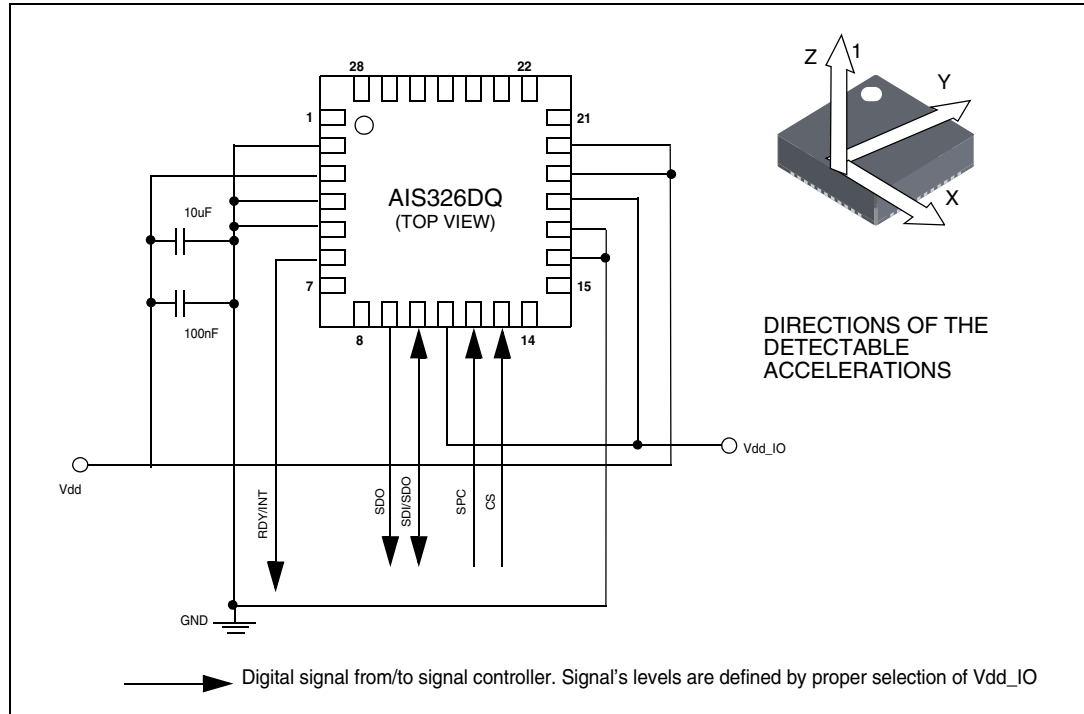 28
22
1
21
AIS326DQ
(TOP VIEW)
10uF
100nF
7
15
8
14
Z
1
Y
X
DIRECTIONS OF THE
DETECTABLE
ACCELERATIONS
Vdd_IO
Vdd
RDY/INT
SDO
SDI/SDO
SPC
CS
GND
Digital signal from/to signal controller. Signal's levels are defined by proper selection of Vdd_IO